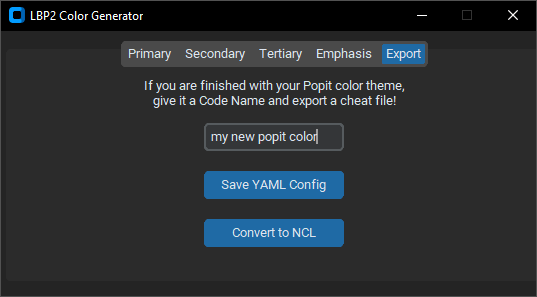 LBP2 Color Generator
Primary Secondary Tertiary Emphasis Export
If you are finished with your Popit color theme,
give it a Code Name and export a cheat file!
my new popit color
Save YAML Config
Convert to NCL